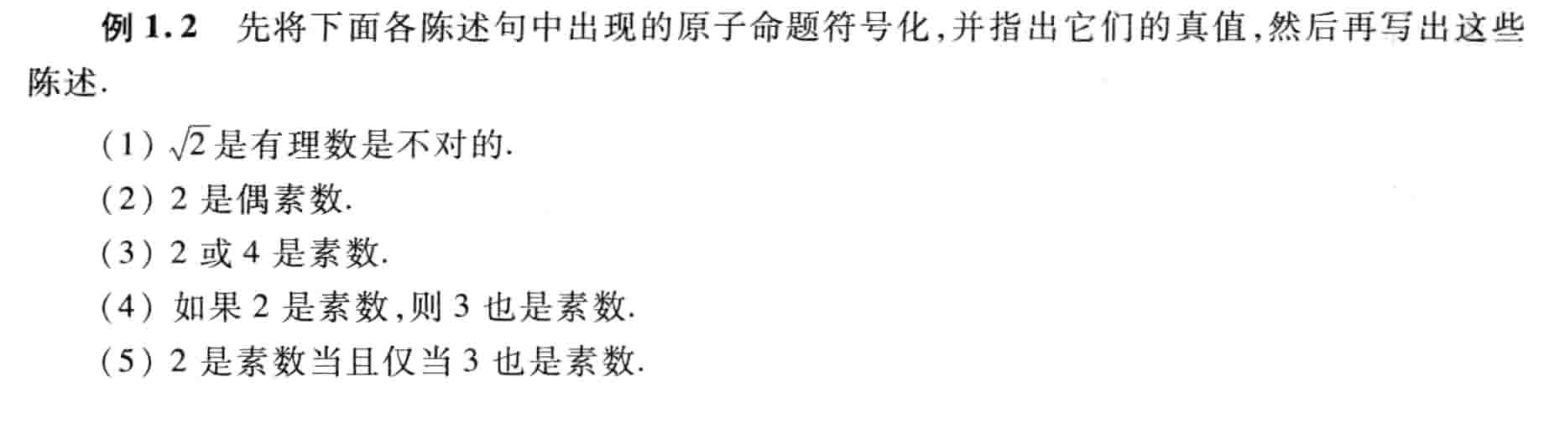 例 1.2 先将下面各陈述句中出现的原子命题符号化,并指出它们的真值,然后再写出这些
陈述.
(1) √2是有理数是不对的.
(2) 2 是偶素数.
(3) 2 或 4 是素数.
(4) 如果 2 是素数,则 3 也是素数.
(5) 2 是素数当且仅当 3 也是素数.